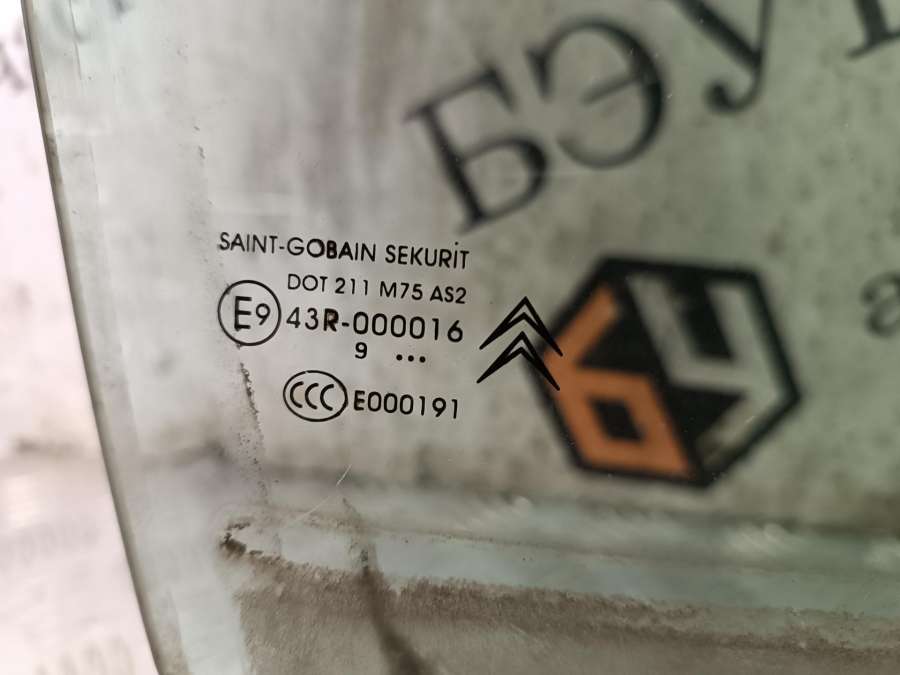 БЭУ
SAINT-GOBAIN SEKURIT
DOT 211 M75 AS2
E9 43R-000016
9 ...
CCC E000191